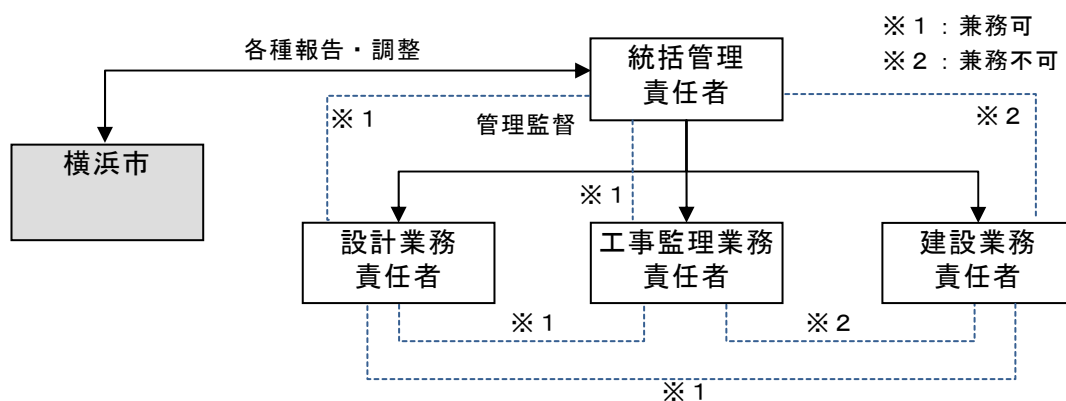 ※１：兼務可
※２：兼務不可
各種報告・調整
統括管理
責任者
※１
管理監督
※２
横浜市
※１
設計業務
責任者
工事監理業務
責任者
建設業務
責任者
※１
※２
※１